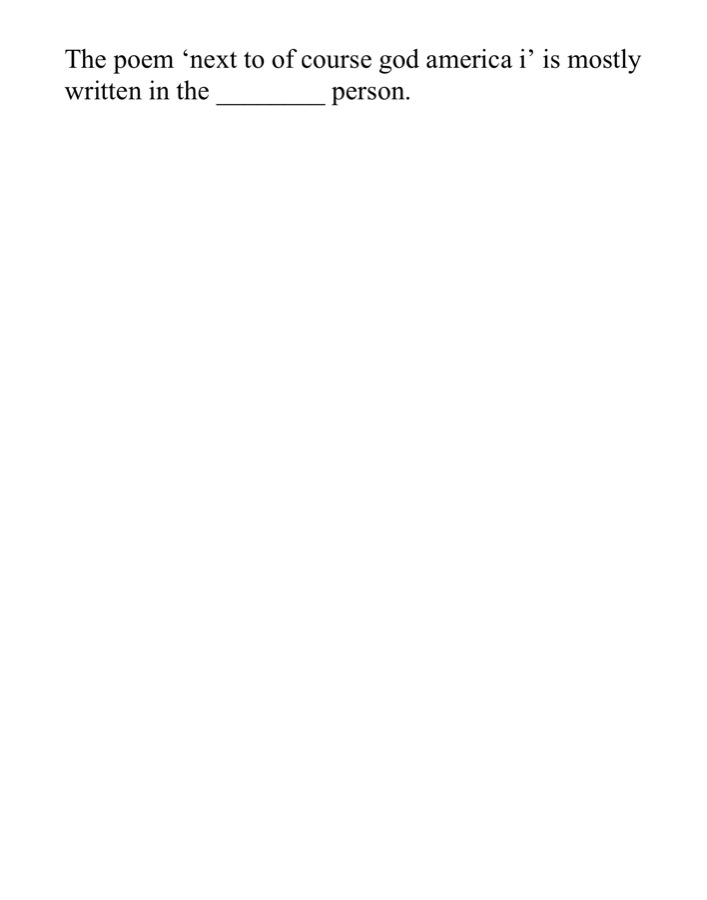 The poem ‘next to of course god america i’ is mostly
written in the ________ person.